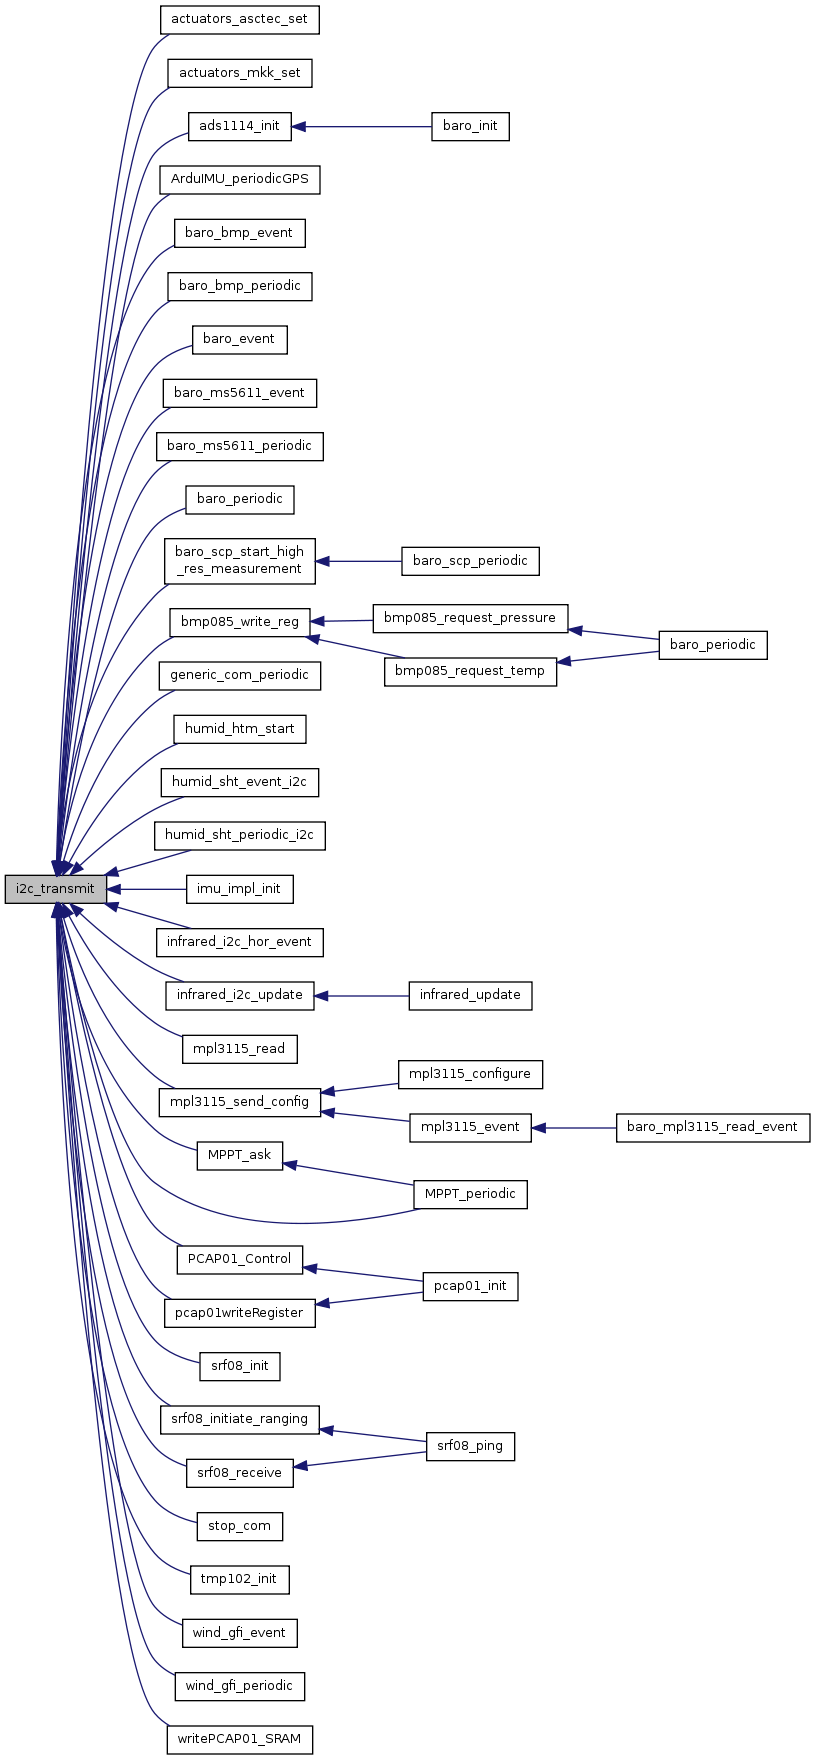 actuators_asctec_set
actuators_mkk_set
ads1114_init
baro_init
ArduIMU_periodicGPS
baro_bmp_event
baro_bmp_periodic
baro_event
baro_ms5611_event
baro_ms5611_periodic
baro_periodic
baro_scp_start_high
_res_measurement
baro_scp_periodic
bmp085_write_reg
bmp085_request_pressure
baro_periodic
bmp085_request_temp
generic_com_periodic
humid_htm_start
humid_sht_event_i2c
humid_sht_periodic_i2c
i2c_transmit
imu_impl_init
infrared_i2c_hor_event
infrared_i2c_update
infrared_update
mpl3115_read
mpl3115_send_config
mpl3115_configure
mpl3115_event
baro_mpl3115_read_event
MPPT_ask
MPPT_periodic
PCAP01_Control
pcap01_init
pcap01writeRegister
srf08_init
srf08_initiate_ranging
srf08_ping
srf08_receive
stop_com
tmp102_init
wind_gfi_event
wind_gfi_periodic
writePCAP01_SRAM